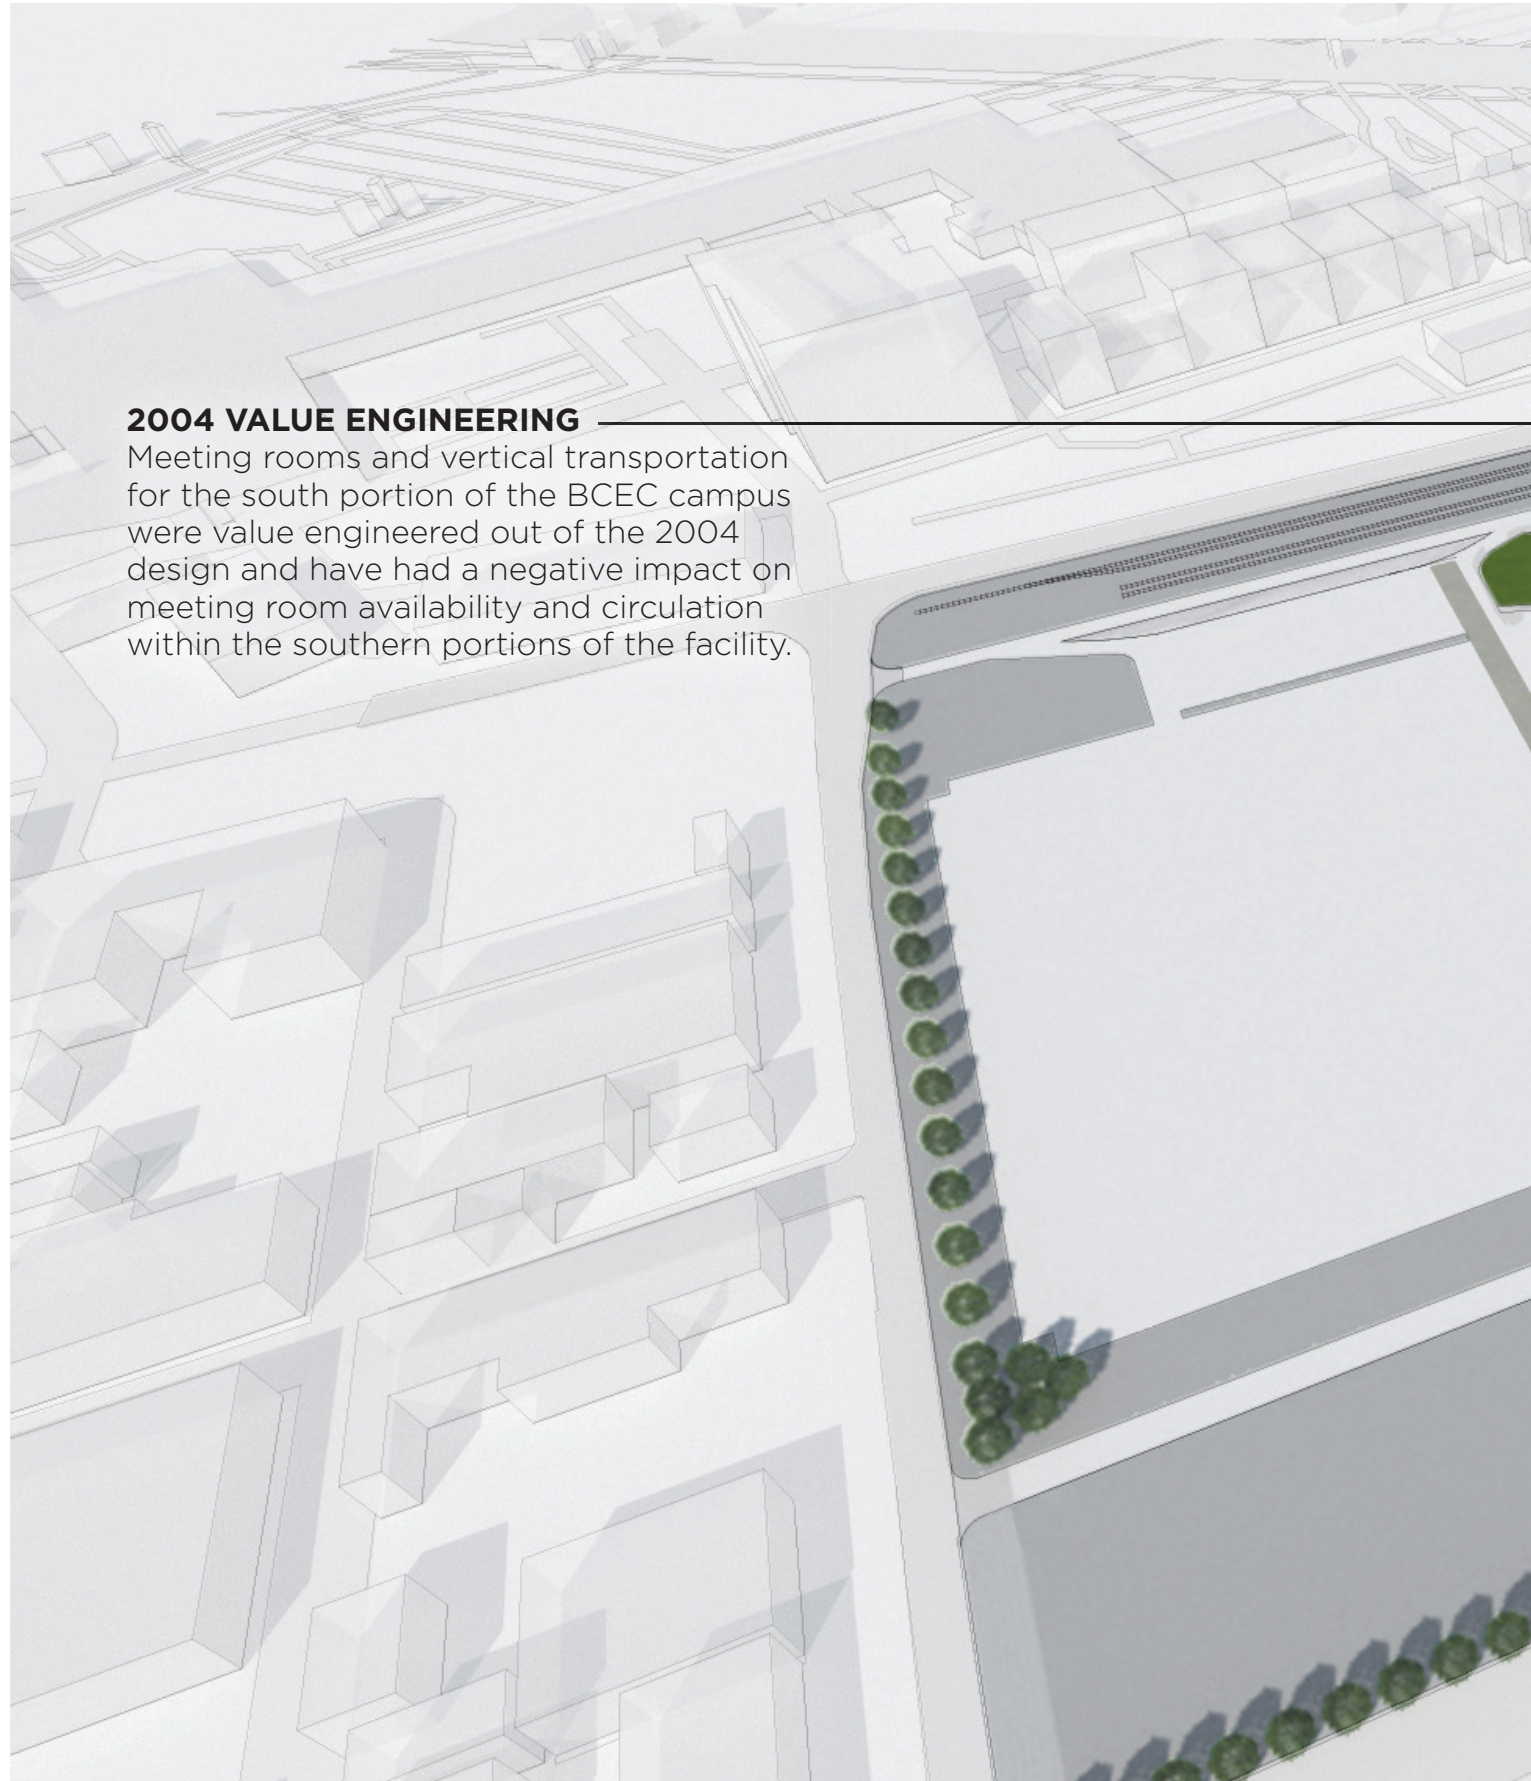 2004 VALUE ENGINEERING
Meeting rooms and vertical transportation
for the south portion of the BCEC campus
were value engineered out of the 2004
design and have had a negative impact on
meeting room availability and circulation
within the southern portions of the facility.